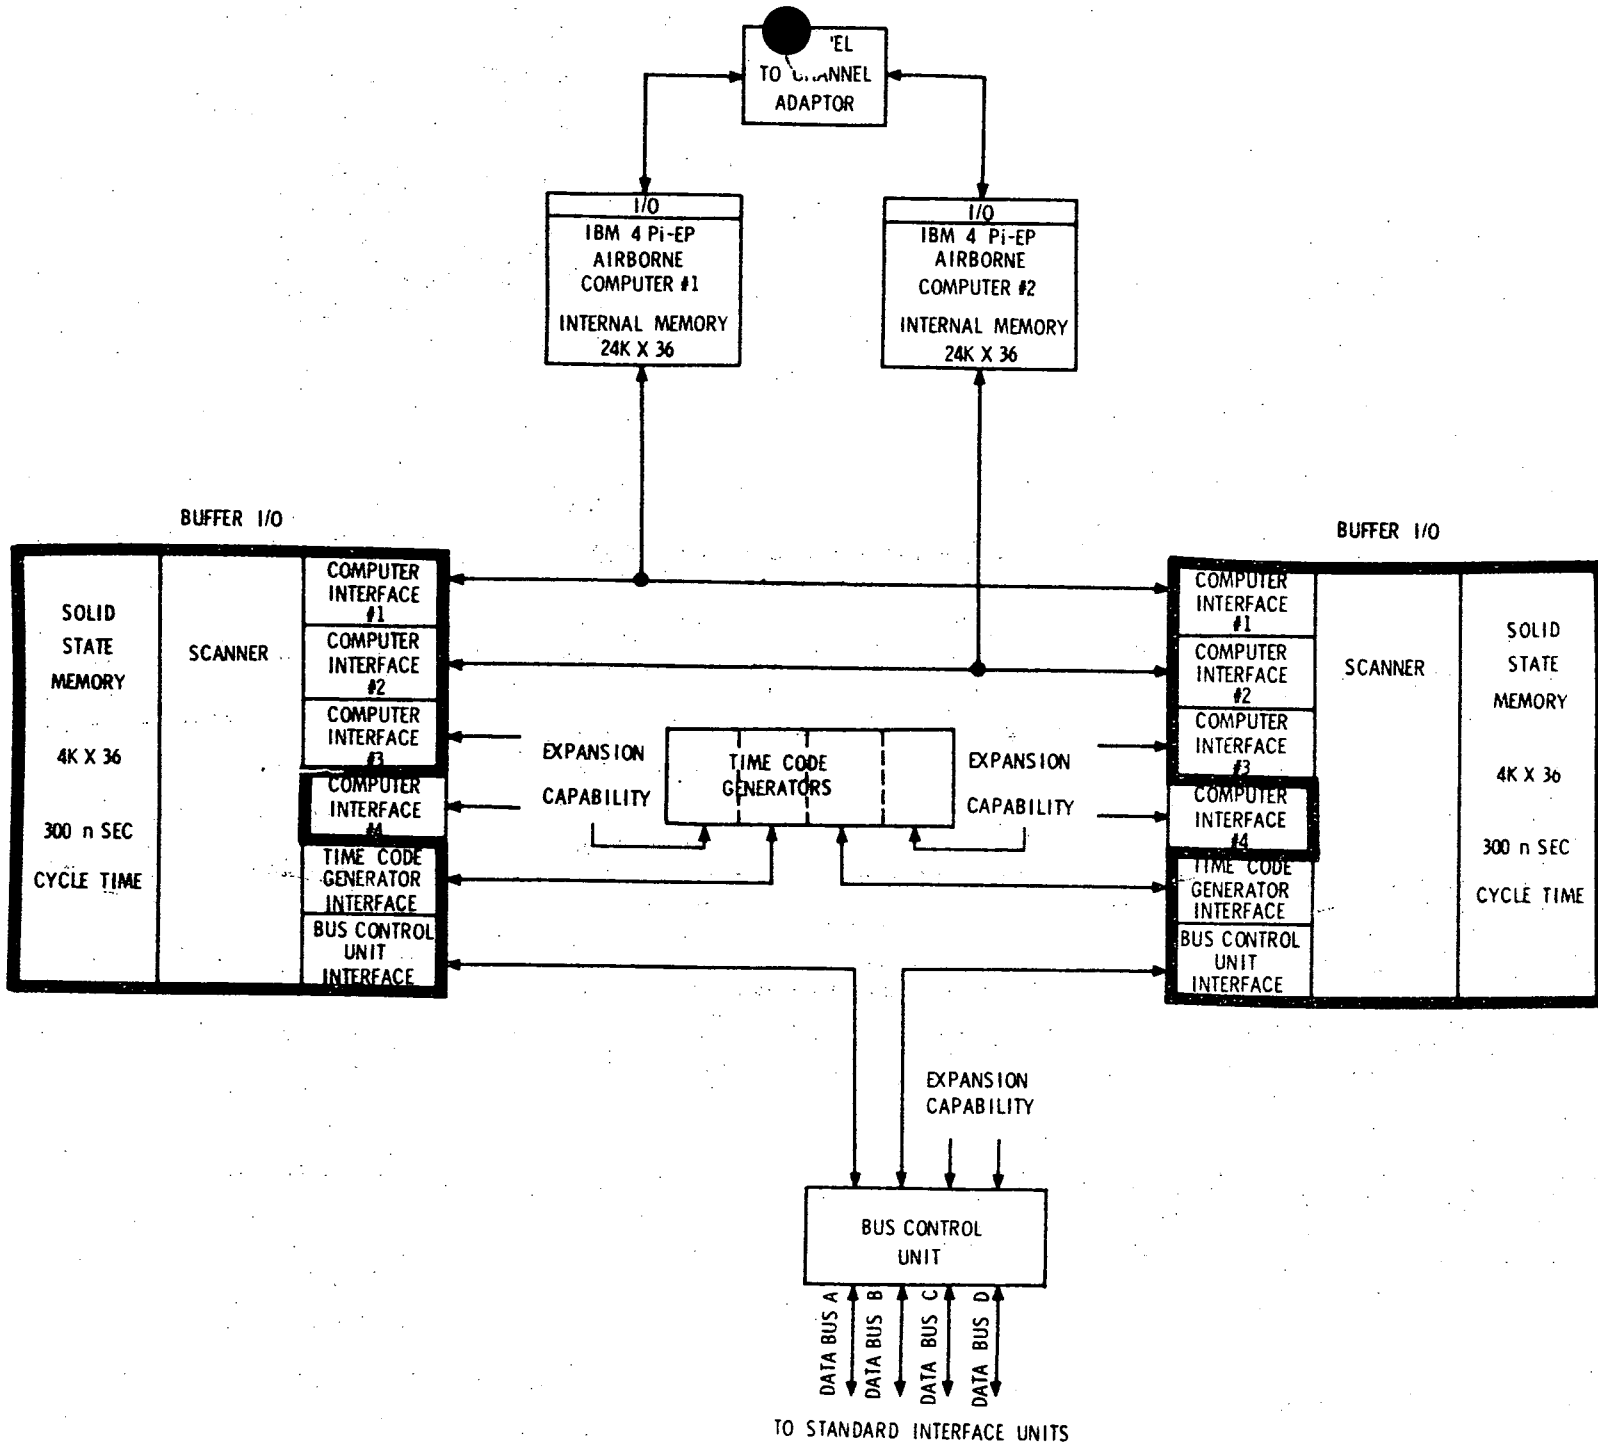 'EL
TO CHANNEL
ADAPTOR
I/O
IBM 4 Pi-EP
AIRBORNE
COMPUTER #1
INTERNAL MEMORY
24K X 36
I/O
IBM 4 Pi-EP
AIRBORNE
COMPUTER #2
INTERNAL MEMORY
24K X 36
BUFFER I/O
SOLID
STATE
MEMORY
4K X 36
300 n SEC
CYCLE TIME
SCANNER
COMPUTER
INTERFACE
#1
COMPUTER
INTERFACE
#2
COMPUTER
INTERFACE
#3
COMPUTER
INTERFACE
#4
TIME CODE
GENERATOR
INTERFACE
BUS CONTROL
UNIT
INTERFACE
EXPANSION
CAPABILITY
TIME CODE
GENERATORS
EXPANSION
CAPABILITY
BUFFER I/O
COMPUTER
INTERFACE
#1
COMPUTER
INTERFACE
#2
COMPUTER
INTERFACE
#3
COMPUTER
INTERFACE
#4
TIME CODE
GENERATOR
INTERFACE
BUS CONTROL
UNIT
INTERFACE
SCANNER
SOLID
STATE
MEMORY
4K X 36
300 n SEC
CYCLE TIME
EXPANSION
CAPABILITY
BUS CONTROL
UNIT
DATA BUS A
DATA BUS B
DATA BUS C
DATA BUS D
TO STANDARD INTERFACE UNITS